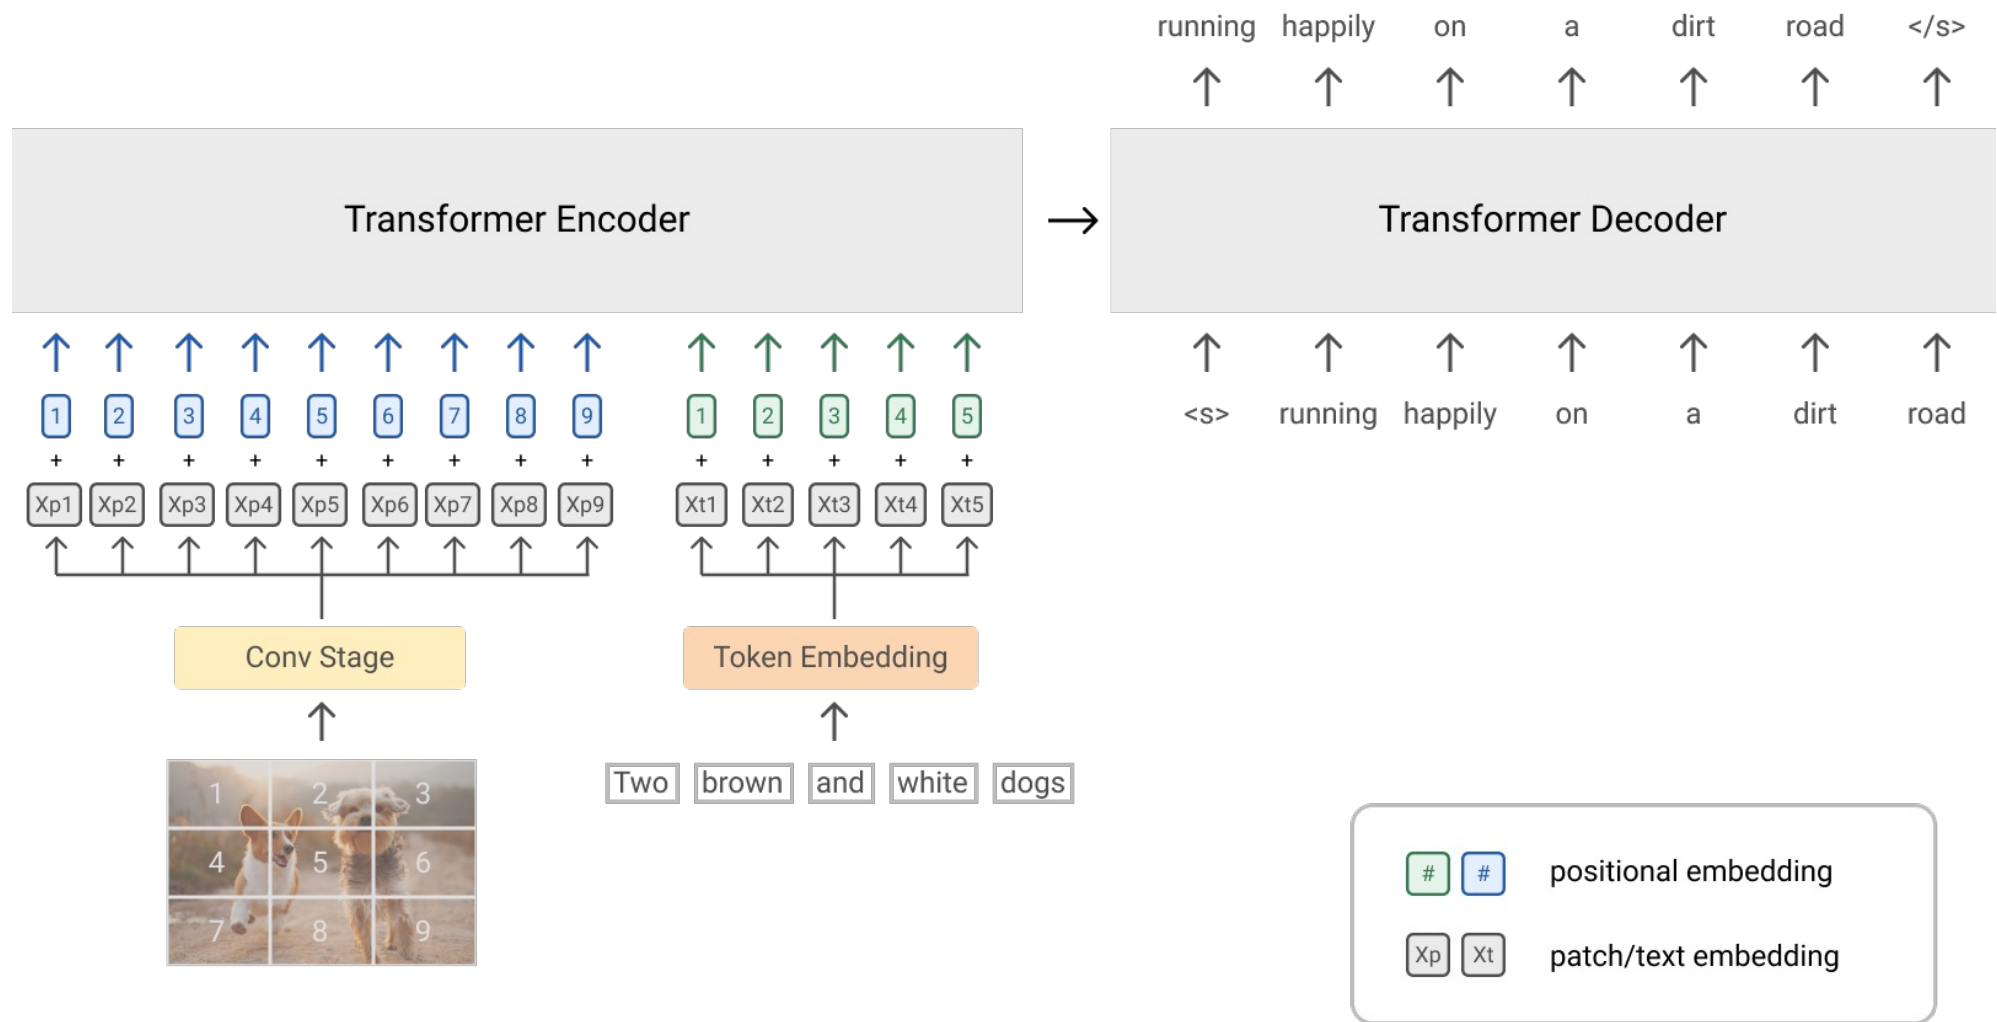 running happily on a dirt road </s>
Transformer Encoder
Transformer Decoder
1 2 3 4 5 6 7 8 9 1 2 3 4 5
<s> running happily on a dirt road
+ + + + + + + + + + + + + +
Xp1 Xp2 Xp3 Xp4 Xp5 Xp6 Xp7 Xp8 Xp9 Xt1 Xt2 Xt3 Xt4 Xt5
Conv Stage
Token Embedding
Two brown and white dogs
1 2 3
4 5 6
7 8 9
# # positional embedding
Xp Xt patch/text embedding